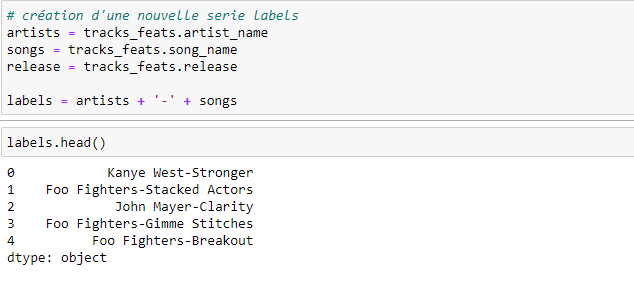 # création d'une nouvelle serie labels
artists = tracks_feats.artist_name
songs = tracks_feats.song_name
release = tracks_feats.release
labels = artists + '-' + songs
labels.head()
0 Kanye West-Stronger
1 Foo Fighters-Stacked Actors
2 John Mayer-Clarity
3 Foo Fighters-Gimme Stitches
4 Foo Fighters-Breakout
dtype: object